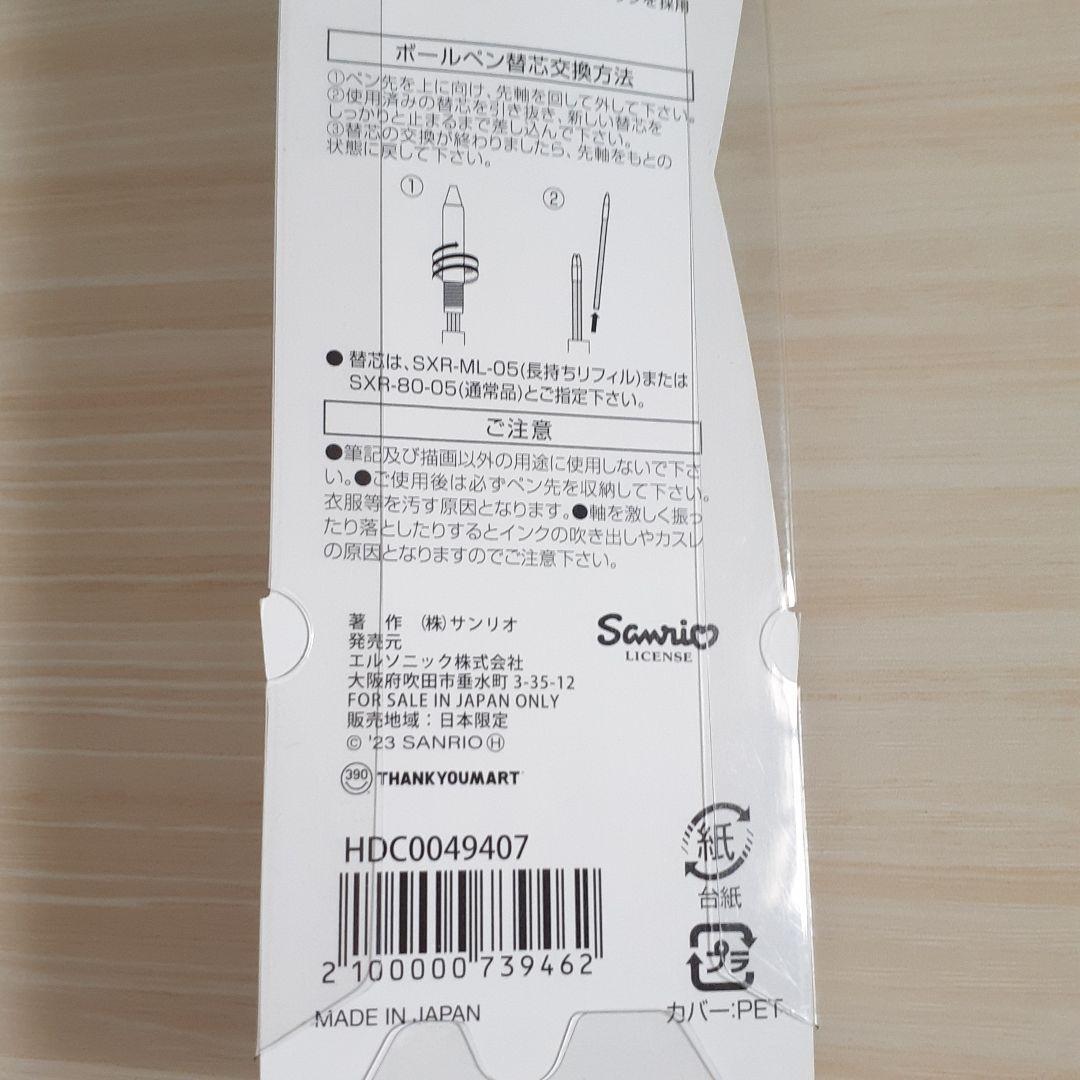 を採用
ボールペン替芯交換方法
①ペン先を上に向け、先軸を回して外して下さい。
②使用済みの替芯を引き抜き、新しい替芯を
しっかりと止まるまで差し込んで下さい。
③替芯の交換が終わりましたら、先軸をもとの
状態に戻して下さい。
① ②
●替芯は、SXR-ML-05(長持ちリフィル)または
SXR-80-05(通常品)とご指定下さい。
ご注意
●筆記及び描画以外の用途に使用しないで下さ
い。●ご使用後は必ずペン先を収納して下さい。
衣服等を汚す原因となります。●軸を激しく振っ
たり落としたりするとインクの吹き出しやカスレ
の原因となりますのでご注意下さい。
著 作 (株)サンリオ
発売元
エルソニック株式会社
大阪府吹田市垂水町 3-35-12
FOR SALE IN JAPAN ONLY
販売地域：日本限定
© '23 SANRIO Ⓗ
Sanrio
LICENSE
390 THANKYOUMART
HDC0049407
2 100000 739462
MADE IN JAPAN
紙
台紙
プラ
カバー:PET